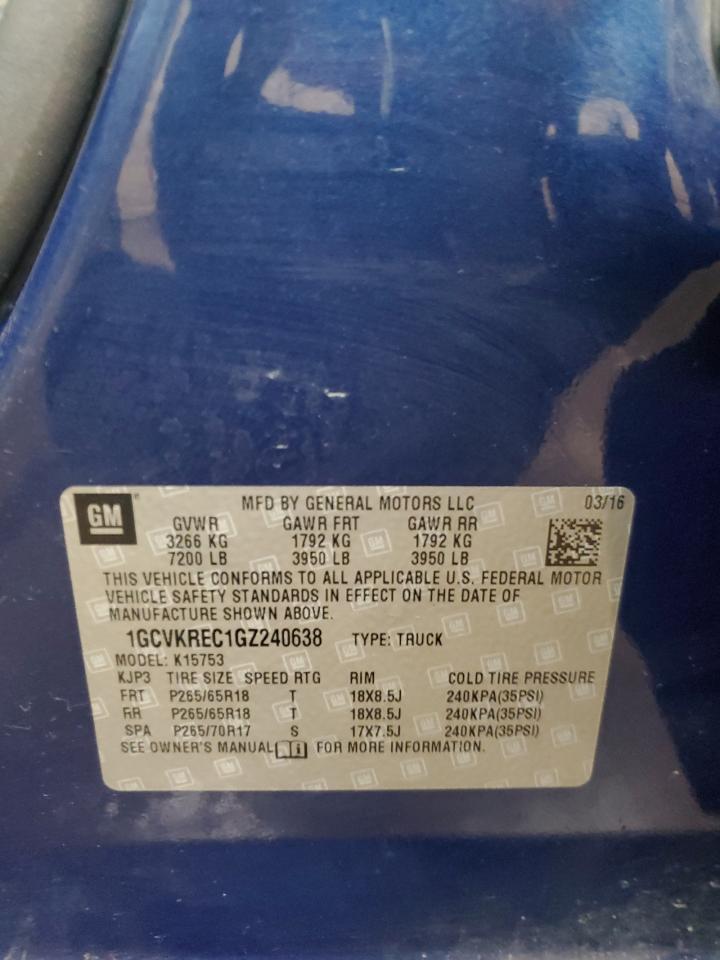 GM MFD BY GENERAL MOTORS LLC 03/16
GVWR GAWR FRT GAWR RR
3266 KG 1792 KG 1792 KG
7200 LB 3950 LB 3950 LB
THIS VEHICLE CONFORMS TO ALL APPLICABLE U.S. FEDERAL MOTOR
VEHICLE SAFETY STANDARDS IN EFFECT ON THE DATE OF
MANUFACTURE SHOWN ABOVE.
1GCVKREC1GZ240638 TYPE: TRUCK
MODEL: K15753
KJP3 TIRE SIZE SPEED RTG RIM COLD TIRE PRESSURE
FRT P265/65R18 T 18X8.5J 240KPA(35PSI)
RR P265/65R18 T 18X8.5J 240KPA(35PSI)
SPA P265/70R17 S 17X7.5J 240KPA(35PSI)
SEE OWNER'S MANUAL FOR MORE INFORMATION.